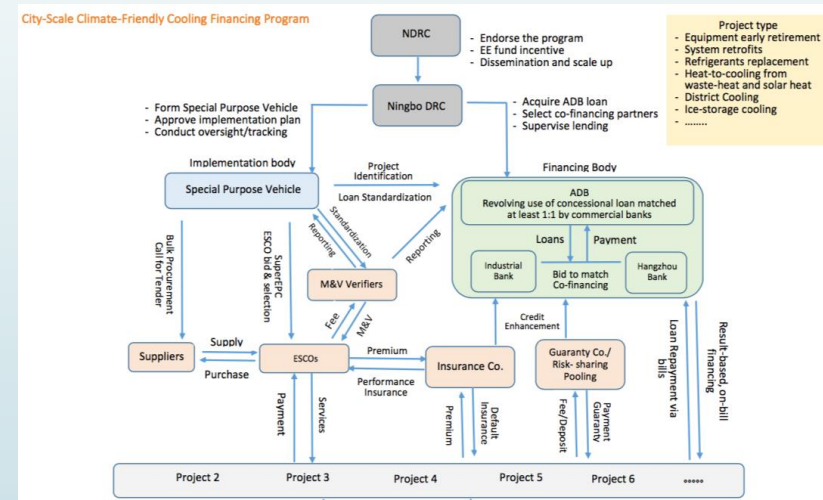 City-Scale Climate-Friendly Cooling Financing Program
NDRC
- Endorse the program
- EE fund incentive
- Dissemination and scale up
Project type
- Equipment early retirement
- System retrofits
- Refrigerants replacement
- Heat-to-cooling from
waste-heat and solar heat
- District Cooling
- Ice-storage cooling
- ........
Ningbo DRC
- Form Special Purpose Vehicle
- Approve implementation plan
- Conduct oversight/tracking
- Acquire ADB loan
- Select co-financing partners
- Supervise lending
Implementation body
Special Purpose Vehicle
Project
Identification
Loan Standardization
Financing Body
ADB
Revolving use of concessional loan matched
at least 1:1 by commercial banks
Loans
Payment
Industrial
Bank
Bid to match
Co-financing
Hangzhou
Bank
Standardization
Reporting
Reporting
Bulk Procurement
Call for Tender
SuperEPC
ESCO bid & selection
M&V Verifiers
Fee
M&V
Credit
Enhancement
Suppliers
Supply
Purchase
ESCOs
Premium
Performance
Insurance
Insurance Co.
Guaranty Co./
Risk- sharing
Pooling
Loan Repayment via
bills
Result-based, on-bill
financing
Payment
Services
Premium
Default
Insurance
Fee/Deposit
Payment
Guaranty
Project 2
Project 3
Project 4
Project 5
Project 6
.....